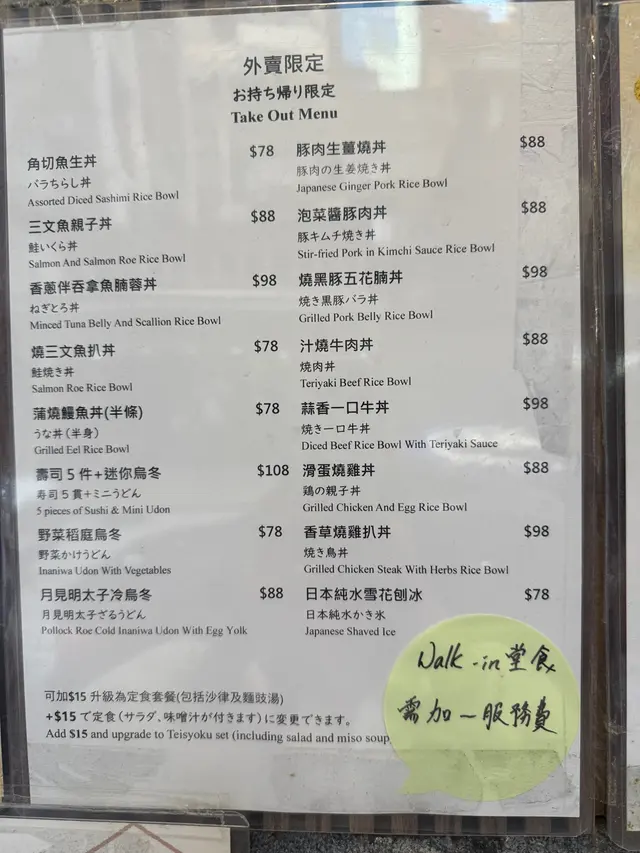 外賣限定
お持ち帰り限定
Take Out Menu
角切魚生丼 $78
バラちらし丼
Assorted Diced Sashimi Rice Bowl
三文魚親子丼 $88
鮭いくら丼
Salmon And Salmon Roe Rice Bowl
香蔥伴吞拿魚腩蓉丼 $98
ねぎとろ丼
Minced Tuna Belly And Scallion Rice Bowl
燒三文魚扒丼 $78
鮭焼き丼
Salmon Roe Rice Bowl
蒲燒鰻魚丼(半條) $78
うな丼(半身)
Grilled Eel Rice Bowl
壽司5件+迷你烏冬 $108
寿司5貫+ミニうどん
5 pieces of Sushi & Mini Udon
野菜稻庭烏冬 $78
野菜かけうどん
Inaniwa Udon With Vegetables
月見明太子冷烏冬 $88
月見明太子ざるうどん
Pollock Roe Cold Inaniwa Udon With Egg Yolk
豚肉生薑燒丼 $88
豚肉の生姜焼き丼
Japanese Ginger Pork Rice Bowl
泡菜醬豚肉丼 $88
豚キムチ焼き丼
Stir-fried Pork in Kimchi Sauce Rice Bowl
燒黑豚五花腩丼 $98
焼き黒豚バラ丼
Grilled Pork Belly Rice Bowl
汁燒牛肉丼 $88
焼肉丼
Teriyaki Beef Rice Bowl
蒜香一口牛丼 $98
焼き一口牛丼
Diced Beef Rice Bowl With Teriyaki Sauce
滑蛋燒雞丼 $88
鶏の親子丼
Grilled Chicken And Egg Rice Bowl
香草燒雞扒丼 $98
焼き鳥丼
Grilled Chicken Steak With Herbs Rice Bowl
日本純水雪花刨冰 $78
日本純水かき氷
Japanese Shaved Ice
可加$15升級為定食套餐(包括沙律及麵豉湯)
+$15で定食(サラダ、味噌汁が付きます)に変更できます。
Add $15 and upgrade to Teisyoku set (including salad and miso soup
Walk-in堂食
需加一服務費